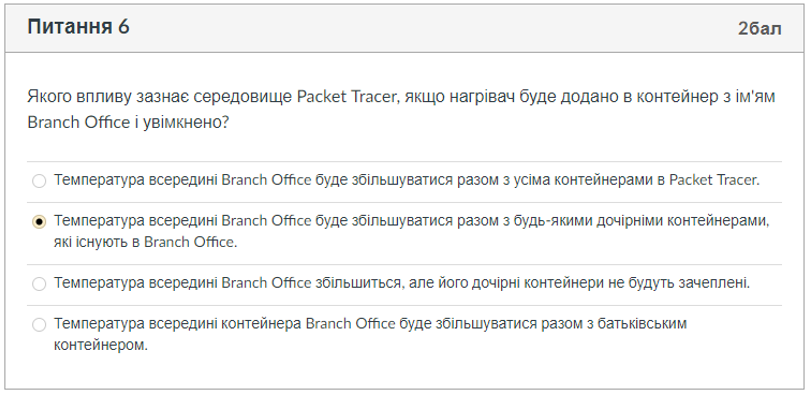 Питання 6
2бал
Якого впливу зазнає середовище Packet Tracer, якщо нагрівач буде додано в контейнер з ім'ям
Branch Office і увімкнено?
Температура всередині Branch Office буде збільшуватися разом з усіма контейнерами в Packet Tracer.
Температура всередині Branch Office буде збільшуватися разом з будь-якими дочірніми контейнерами,
які існують в Branch Office.
Температура всередині Branch Office збільшиться, але його дочірні контейнери не будуть зачеплені.
Температура всередині контейнера Branch Office буде збільшуватися разом з батьківським
контейнером.